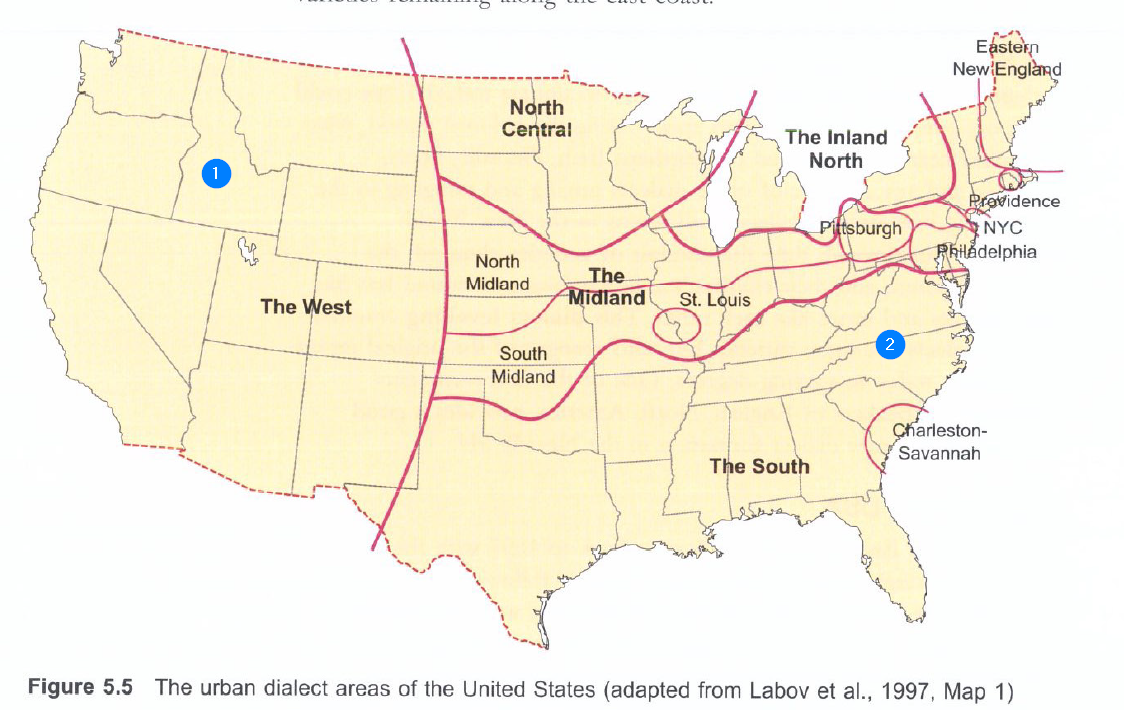 varieties remaining along the east coast.
Eastern
New England
North
Central
The Inland
North
Providence
Pittsburgh
NYC
Philadelphia
1
North
Midland
The
Midland
St. Louis
The West
2
South
Midland
Charleston-
Savannah
The South
Figure 5.5 The urban dialect areas of the United States (adapted from Labov et al., 1997, Map 1)